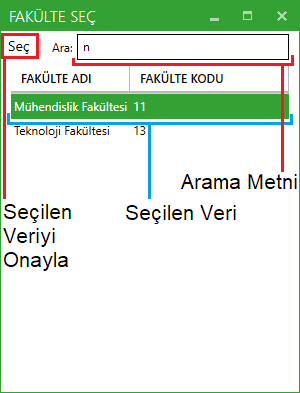 FAKÜLTE SEÇ
Seç Ara: n
FAKÜLTE ADI FAKÜLTE KODU
Mühendislik Fakültesi 11
Teknoloji Fakültesi 13
Arama Metni
Seçilen Veriyi Onayla
Seçilen Veri